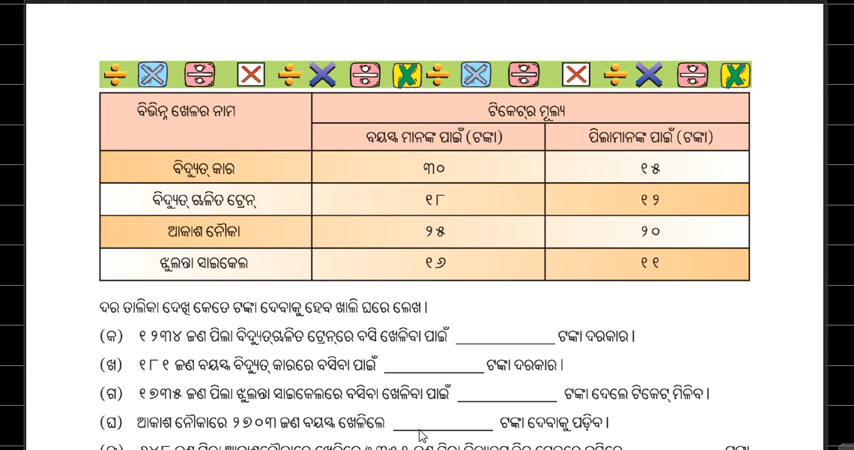 ବିଭିନ୍ନ ଖେଳର ନାମ
ଟିକେଟ୍‌ର ମୂଲ୍ୟ
ବୟସ୍କ ମାନଙ୍କ ପାଇଁ (ଟଙ୍କା) ପିଲାମାନଙ୍କ ପାଇଁ (ଟଙ୍କା)
ବିଦ୍ୟୁତ୍ କାର ୩୦ ୧୫
ବିଦ୍ୟୁତ୍ ଚାଳିତ ଟ୍ରେନ୍ ୧୮ ୧୨
ଆକାଶ ନୌକା ୨୫ ୨୦
ଝୁଲନ୍ତା ସାଇକେଲ ୧୬ ୧୧
ଦର ତାଲିକା ଦେଖି କେତେ ଟଙ୍କା ଦେବାକୁ ହେବ ଖାଲି ଘରେ ଲେଖ ।
(କ) ୧୨୩୪ ଜଣ ପିଲା ବିଦ୍ୟୁତ୍‌ଚାଳିତ ଟ୍ରେନ୍‌ରେ ବସି ଖେଳିବା ପାଇଁ ____________ ଟଙ୍କା ଦରକାର ।
(ଖ) ୧୮୧ ଜଣ ବୟସ୍କ ବିଦ୍ୟୁତ୍ କାରରେ ବସିବା ପାଇଁ ____________ ଟଙ୍କା ଦରକାର ।
(ଗ) ୧୭୩୫ ଜଣ ପିଲା ଝୁଲନ୍ତା ସାଇକେଲରେ ବସିବା ଖେଳିବା ପାଇଁ ____________ ଟଙ୍କା ଦେଲେ ଟିକେଟ୍ ମିଳିବ ।
(ଘ) ଆକାଶ ନୌକାରେ ୨୭୦୩ ଜଣ ବୟସ୍କ ଖେଳିଲେ ____________ ଟଙ୍କା ଦେବାକୁ ପଡ଼ିବ ।